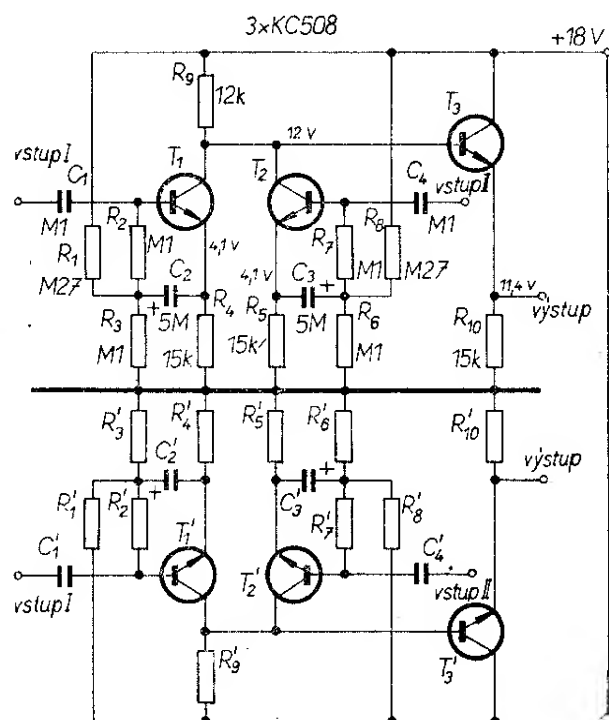 3×KC508
+18 V
R9
12k
T3
12 V
vstup I
C1
T1
T2
C4
vstup II
M1
R2
M1
R7
M1
R8
M1
R1
M27
4,1 V
C2
5M
R4
4,1 V
R5
C3
5M
R6
M27
11,4 V
výstup
R3
M1
15k
15k
M1
R10
15k
R'3
R'4
R'5
R'6
R'10
C'2
výstup
R'1
R'2
C'3
R'7
R'8
C'1
T1'
T2'
C'4
vstup I
vstup II
R'9
T3'